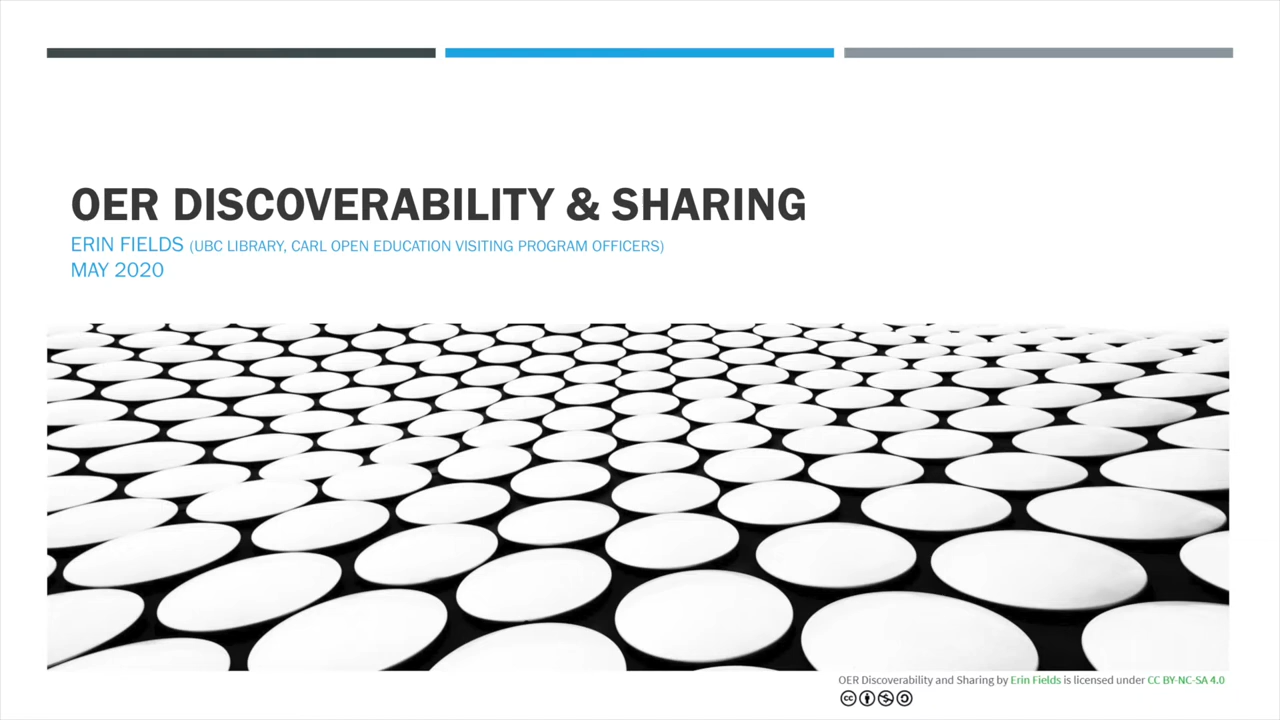 OER DISCOVERABILITY & SHARING
ERIN FIELDS (UBC LIBRARY, CARL OPEN EDUCATION VISITING PROGRAM OFFICERS)
MAY 2020
OER Discoverability and Sharing by Erin Fields is licensed under CC BY-NC-SA 4.0